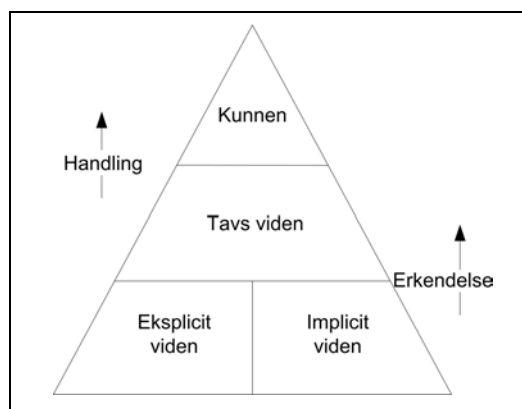 Kunnen
Handling
Tavs viden
Erkendelse
Eksplicit
viden
Implicit
viden